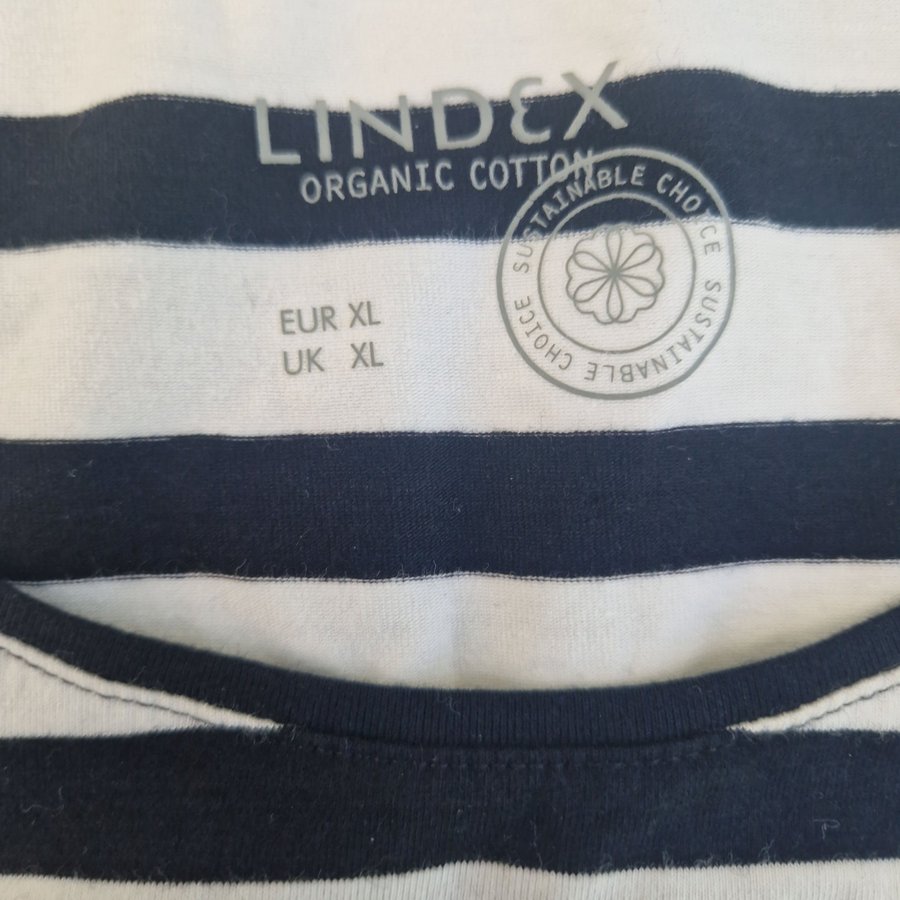 LINDEX
ORGANIC COTTON
SUSTAINABLE CHOICE SUSTAINABLE CHOICE
EUR XL
UK XL